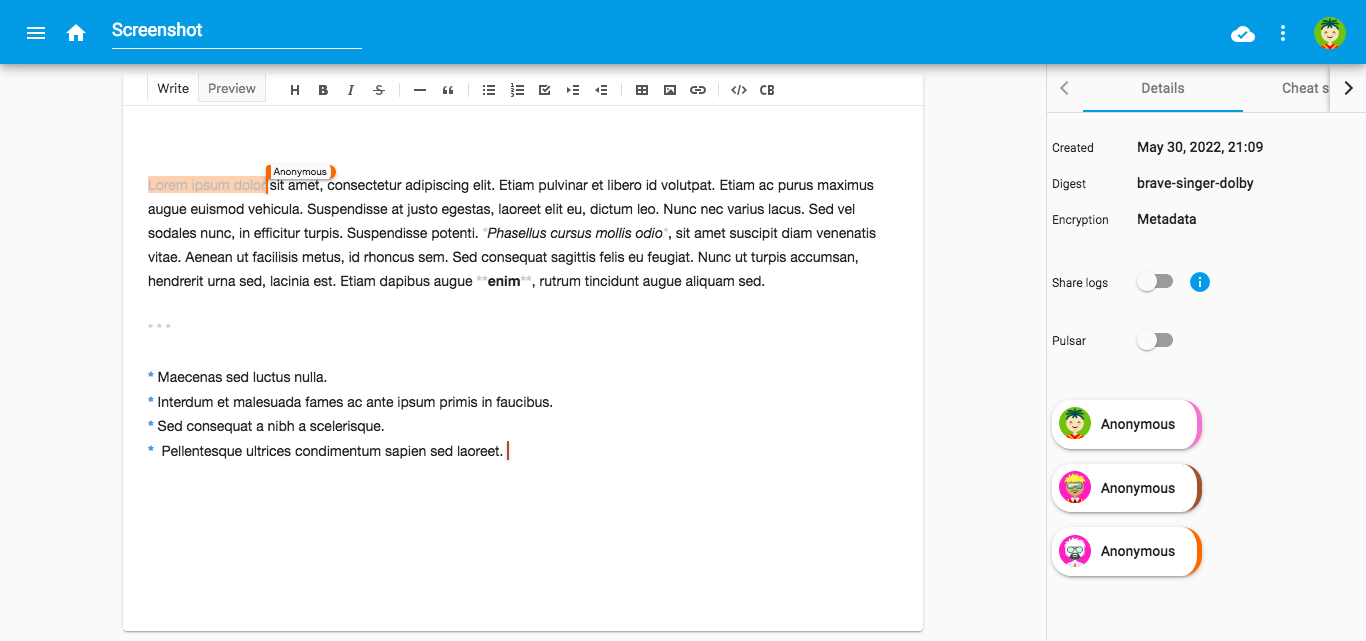 Screenshot
Write Preview H B I S CB
Details Cheat s
Anonymous
Lorem ipsum dolor sit amet, consectetur adipiscing elit. Etiam pulvinar et libero id volutpat. Etiam ac purus maximus
augue euismod vehicula. Suspendisse at justo egestas, laoreet elit eu, dictum leo. Nunc nec varius lacus. Sed vel
sodales nunc, in efficitur turpis. Suspendisse potenti. *Phasellus cursus mollis odio*, sit amet suscipit diam venenatis
vitae. Aenean ut facilisis metus, id rhoncus sem. Sed consequat sagittis felis eu feugiat. Nunc ut turpis accumsan,
hendrerit urna sed, lacinia est. Etiam dapibus augue **enim**, rutrum tincidunt augue aliquam sed.
* * *
* Maecenas sed luctus nulla.
* Interdum et malesuada fames ac ante ipsum primis in faucibus.
* Sed consequat a nibh a scelerisque.
* Pellentesque ultrices condimentum sapien sed laoreet.
Created May 30, 2022, 21:09
Digest brave-singer-dolby
Encryption Metadata
Share logs
Pulsar
Anonymous
Anonymous
Anonymous